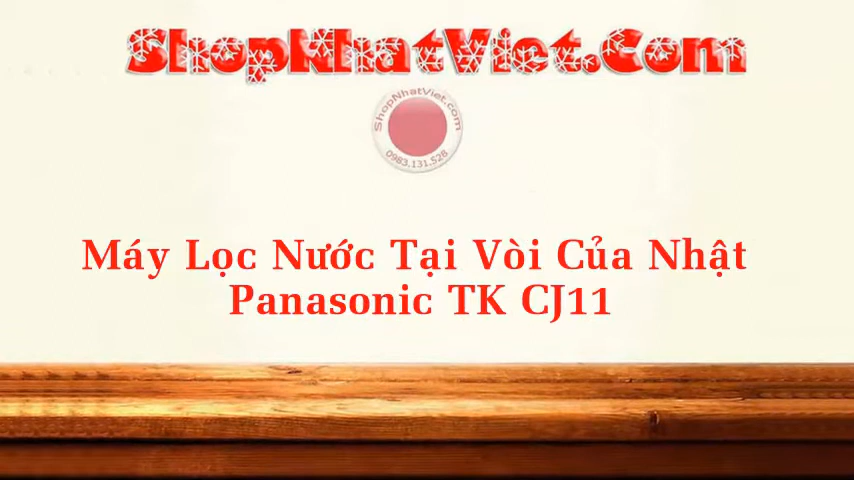 ShopNhatViet.Com
ShopNhatViet.com
0983.131.528
Máy Lọc Nước Tại Vòi Của Nhật
Panasonic TK CJ11